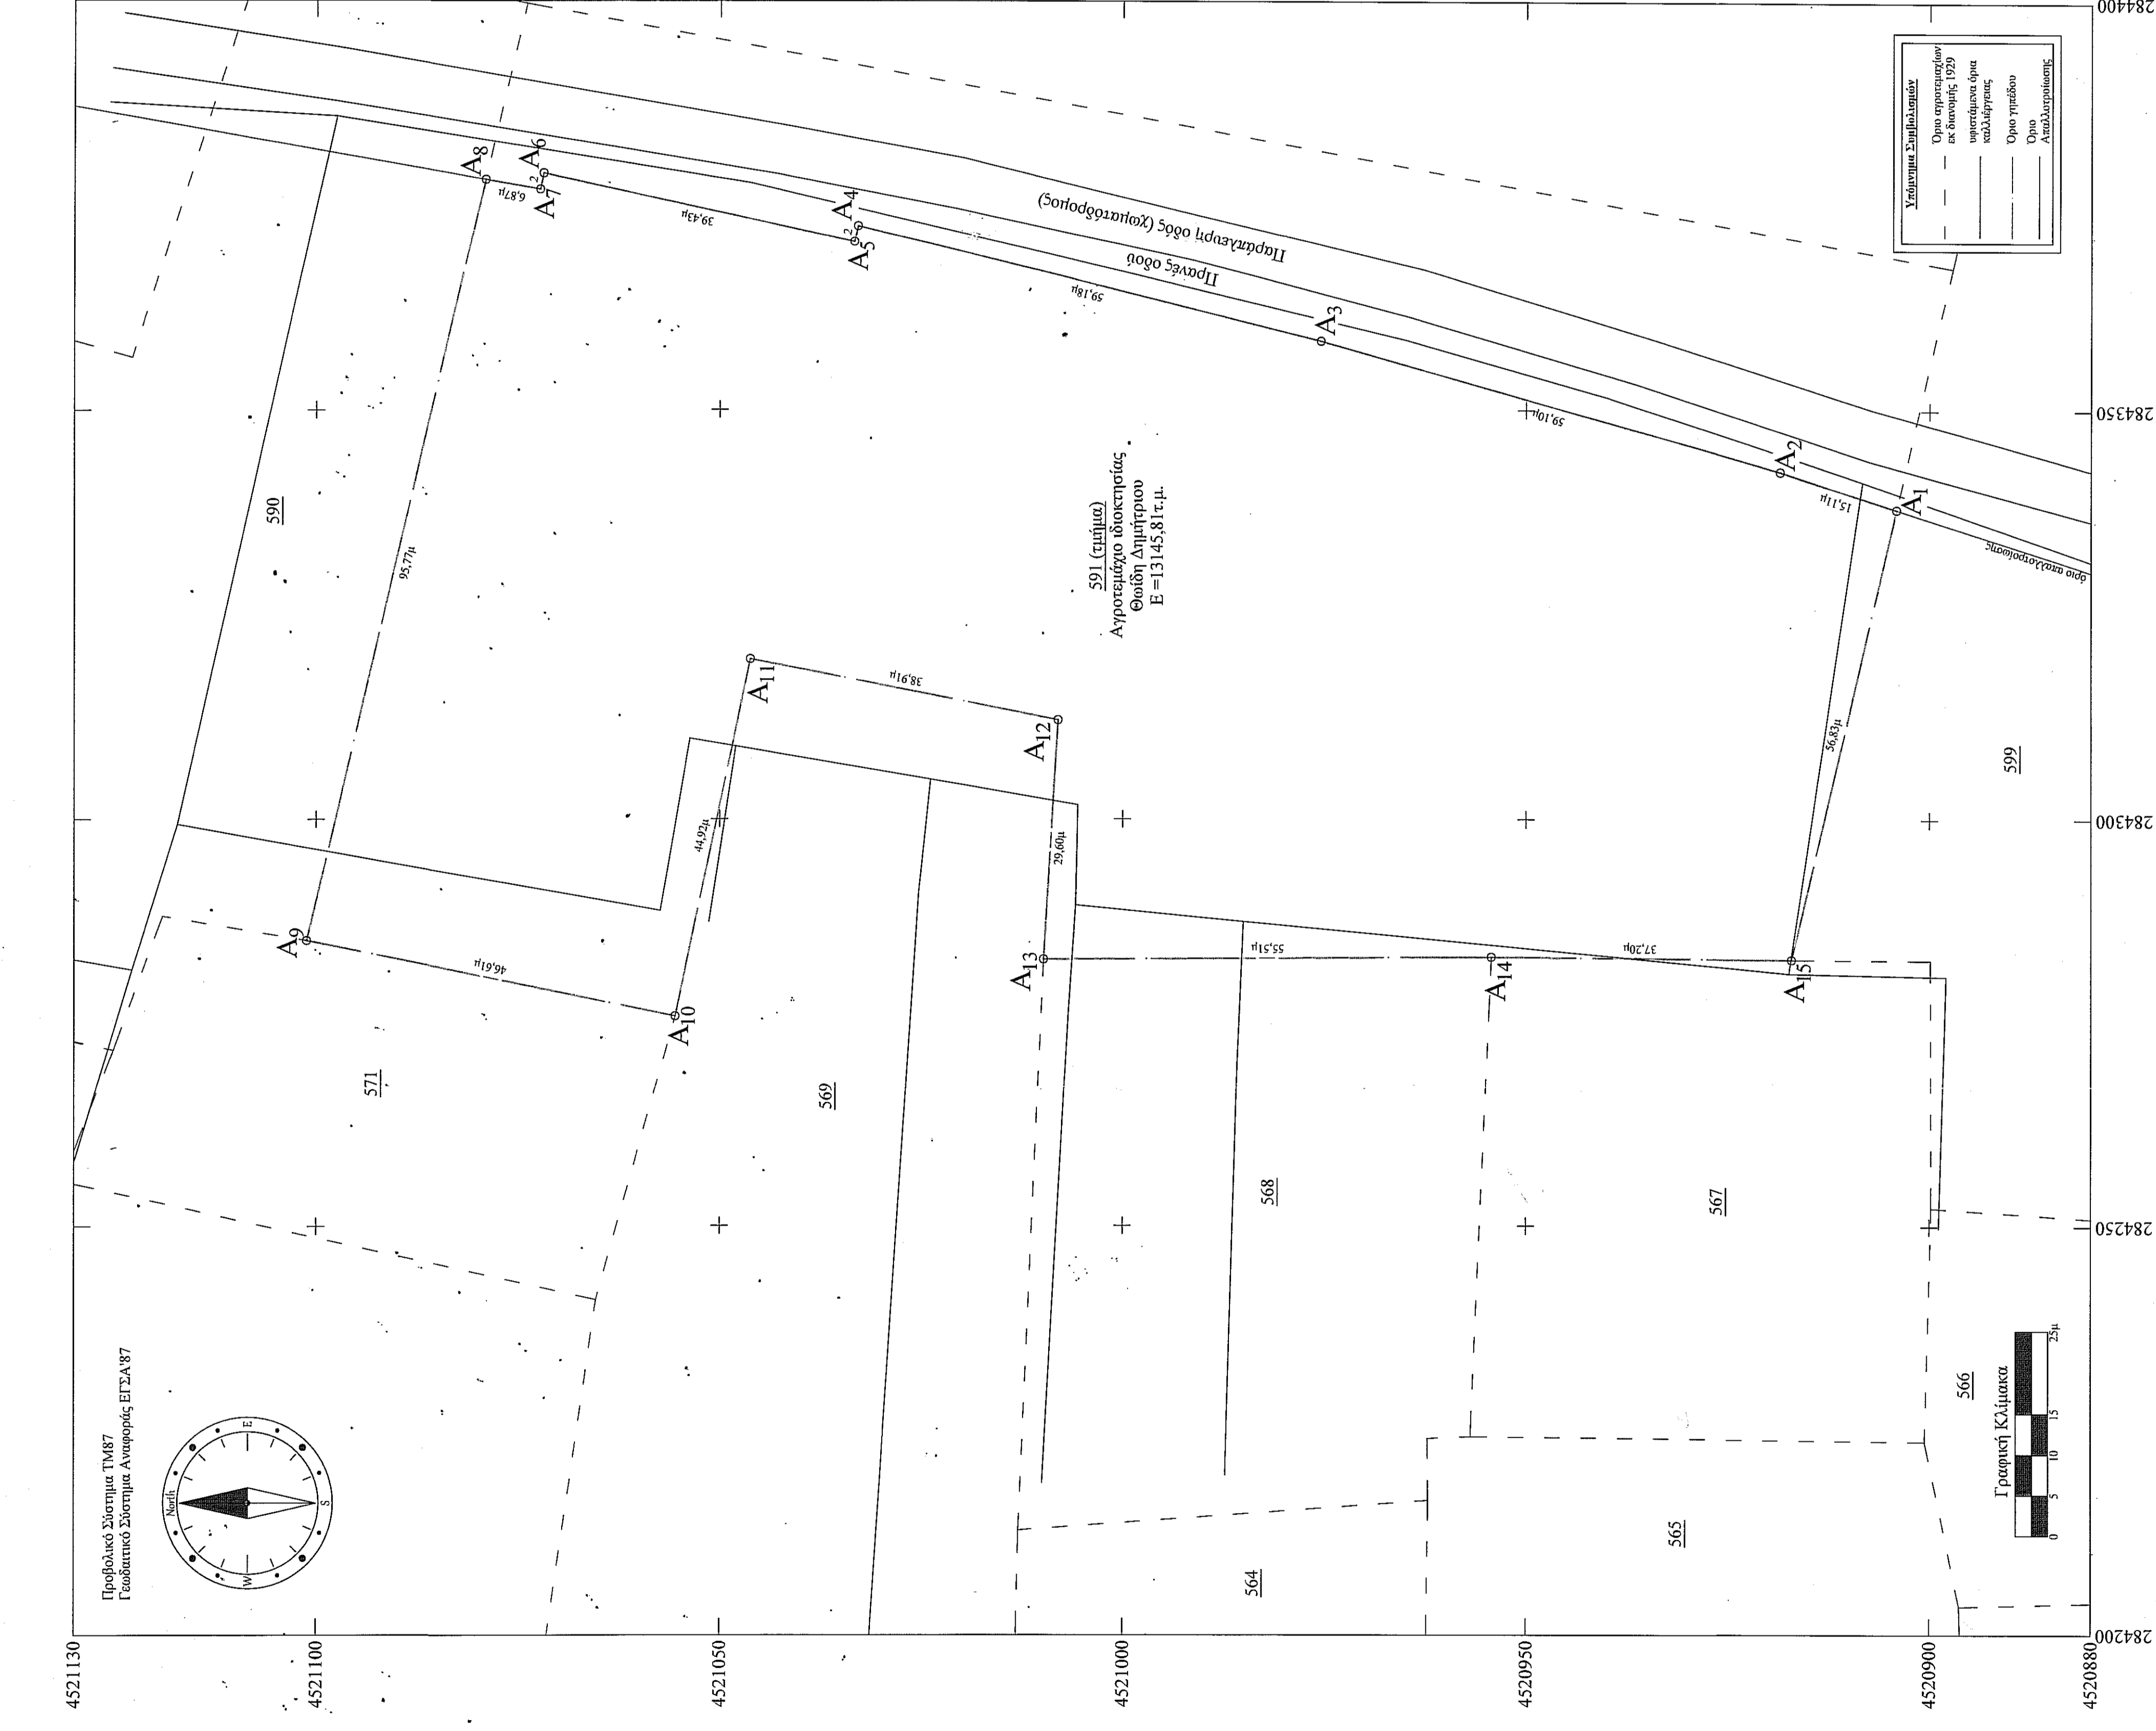 Προβολικό Σύστημα ΤΜ87
Γεωδαιτικό Σύστημα Αναφοράς ΕΓΣΑ'87
North
E
S
W
Υπόμνημα Συμβολισμών
Όριο αγροτεμαχίων
εκ διανομής 1929
υφιστάμενα όρια
καλλιέργειας
Όριο γηπέδου
Όριο
Απαλλοτρίωσης
590
571
569
568
567
566
565
564
599
591 (τμήμα)
Αγροτεμάχιο ιδιοκτησίας
Θωίδη Δημήτριου
Ε =13145,81τ.μ.
Παράπλευρη οδός (χωματόδρομος)
Πρανές οδού
όριο απαλλοτρίωσης
A1
A2
A3
A4
A5
A6
A7
A8
A9
A10
A11
A12
A13
A14
A15
15,11μ
59,10μ
59,18μ
2
39,43μ
2
6,87μ
95,77μ
46,61μ
44,92μ
38,91μ
29,60μ
55,51μ
37,20μ
56,83μ
Γραφική Κλίμακα
0
5
10
15
25μ
4521130
4521100
4521050
4521000
4520950
4520900
4520880
284200
284250
284300
284350
284400